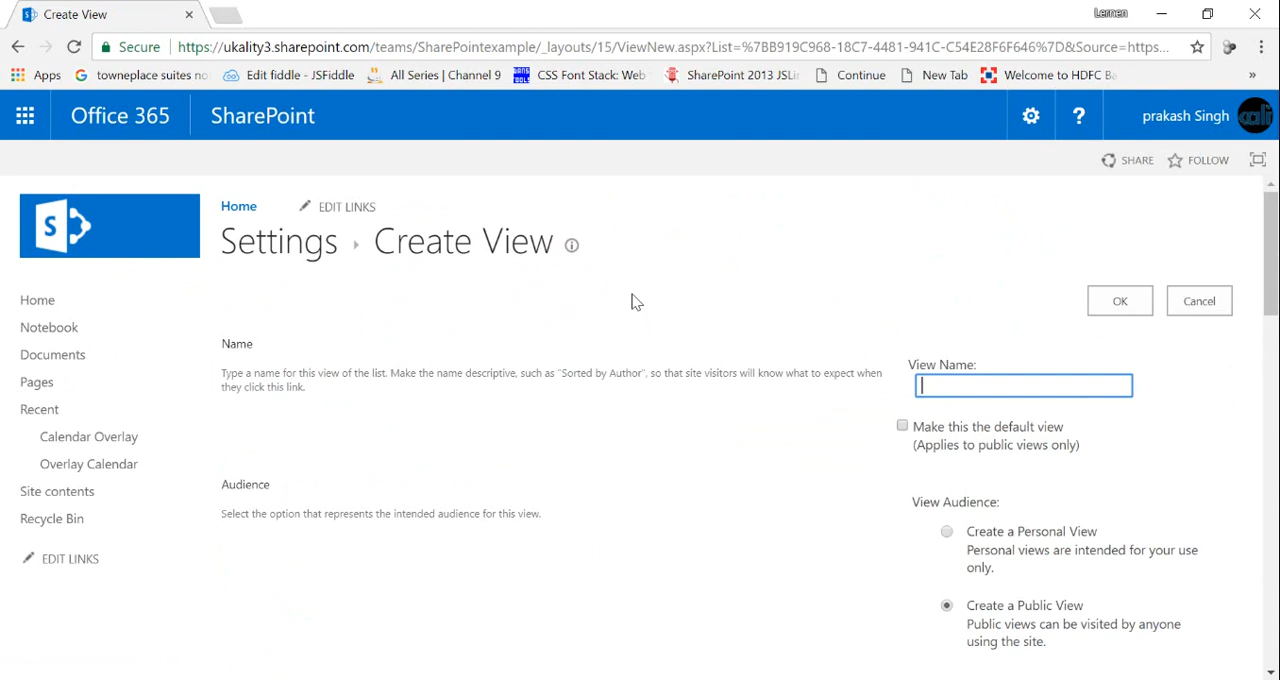 Create View
Lernen
Secure
https://ukality3.sharepoint.com/teams/SharePointexample/_layouts/15/ViewNew.aspx?List=%7BB919C968-18C7-4481-941C-C54E28F6F646%7D&Source=https...
Apps
towneplace suites no
Edit fiddle - JSFiddle
All Series | Channel 9
CSS Font Stack: Web
SharePoint 2013 JSLi
Continue
New Tab
Welcome to HDFC Ba
»
Office 365
SharePoint
?
prakash Singh
SHARE
FOLLOW
S
Home
EDIT LINKS
Settings › Create View
OK
Cancel
Home
Notebook
Documents
Pages
Recent
Calendar Overlay
Overlay Calendar
Site contents
Recycle Bin
EDIT LINKS
Name
Type a name for this view of the list. Make the name descriptive, such as "Sorted by Author", so that site visitors will know what to expect when
they click this link.
View Name:
Make this the default view
(Applies to public views only)
Audience
Select the option that represents the intended audience for this view.
View Audience:
Create a Personal View
Personal views are intended for your use
only.
Create a Public View
Public views can be visited by anyone
using the site.